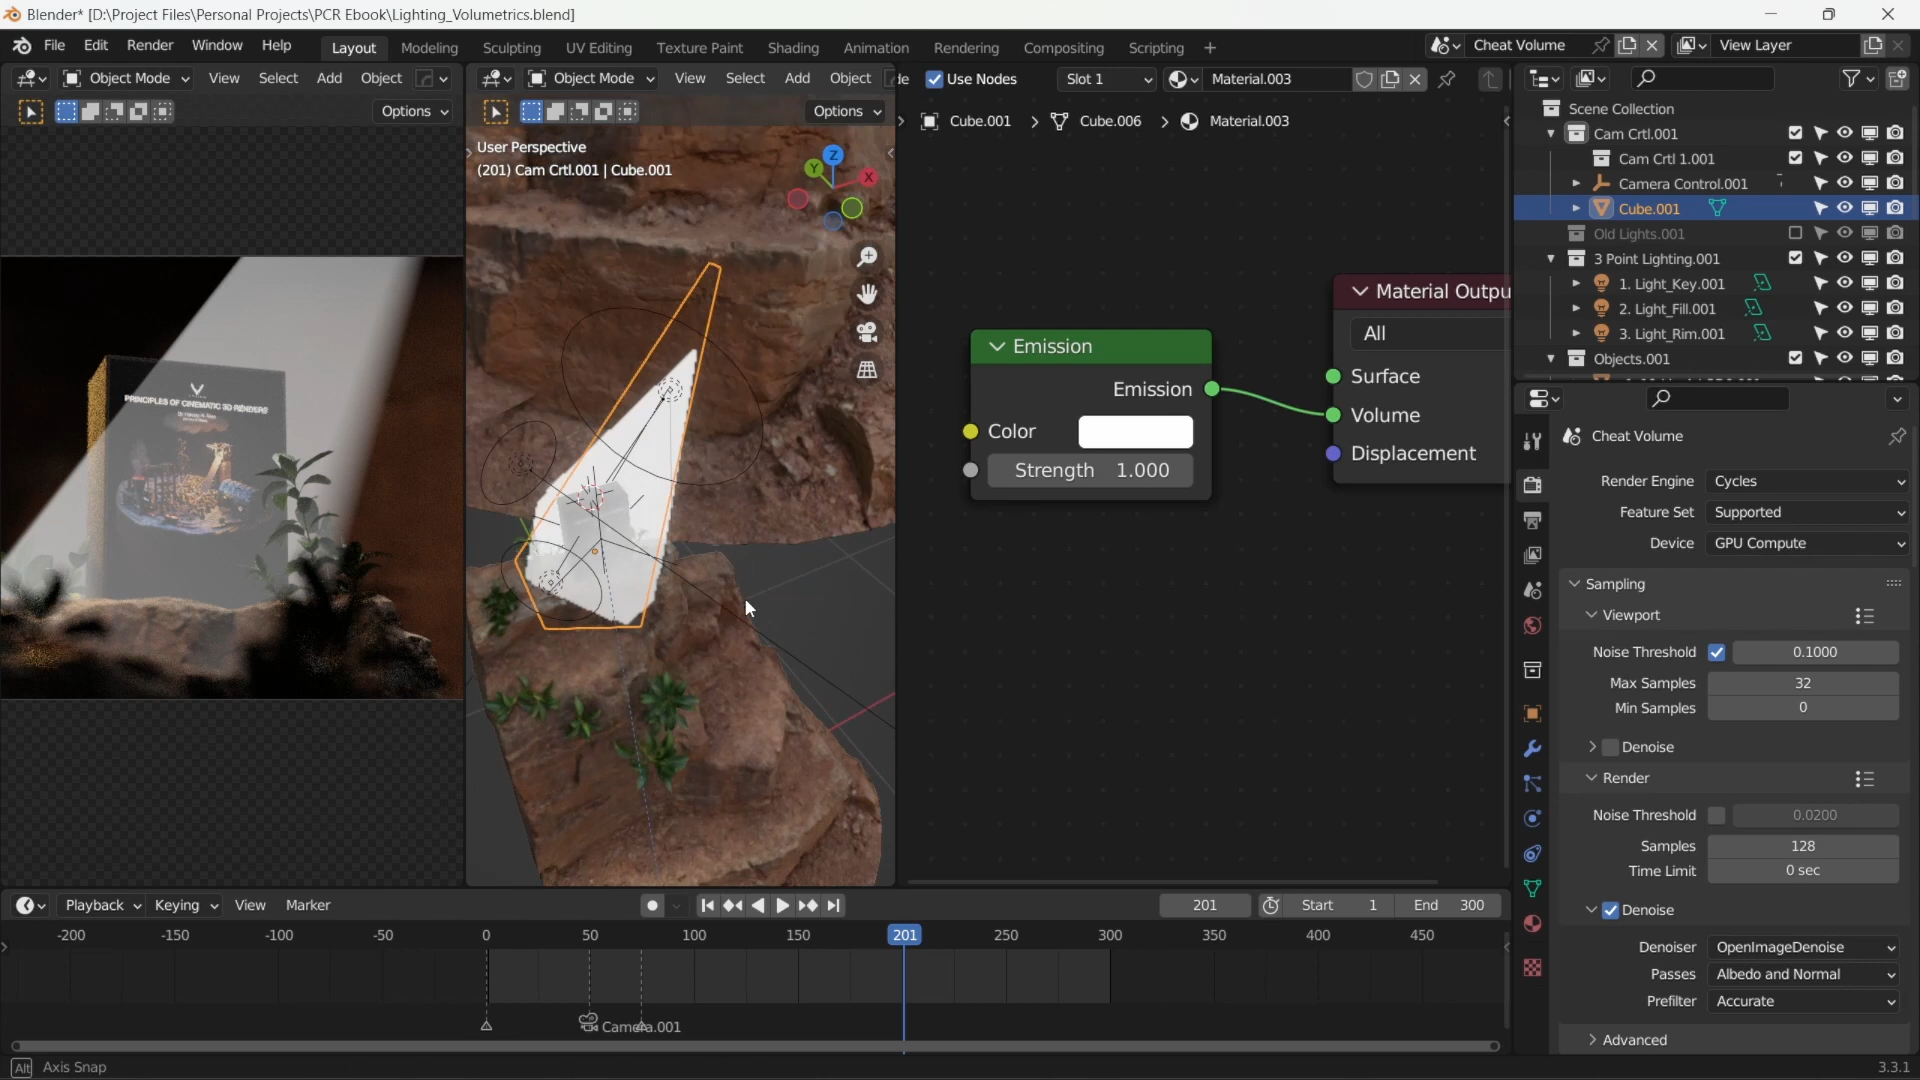 Blender* [D:\Project Files\Personal Projects\PCR Ebook\Lighting_Volumetrics.blend]
File Edit Render Window Help
Layout Modeling Sculpting UV Editing Texture Paint Shading Animation Rendering Compositing Scripting +
Cheat Volume
View Layer
Object Mode View Select Add Object
Options
PRINCIPLES OF CINEMATIC 3D RENDERS
Object Mode View Select Add Object
Options
User Perspective
(201) Cam Crtl.001 | Cube.001
Z
Y
X
de Use Nodes Slot 1 Material.003
Cube.001 > Cube.006 > Material.003
Emission
Emission
Color
Strength 1.000
Material Outpu
All
Surface
Volume
Displacement
Scene Collection
Cam Crtl.001
Cam Crtl 1.001
Camera Control.001
Cube.001
Old Lights.001
3 Point Lighting.001
1. Light_Key.001
2. Light_Fill.001
3. Light_Rim.001
Objects.001
Cheat Volume
Render Engine Cycles
Feature Set Supported
Device GPU Compute
Sampling
Viewport
Noise Threshold 0.1000
Max Samples 32
Min Samples 0
Denoise
Render
Noise Threshold 0.0200
Samples 128
Time Limit 0 sec
Denoise
Denoiser OpenImageDenoise
Passes Albedo and Normal
Prefilter Accurate
Advanced
Playback Keying View Marker
201 Start 1 End 300
-200 -150 -100 -50 0 50 100 150 201 250 300 350 400 450
Camera.001
Alt Axis Snap
3.3.1